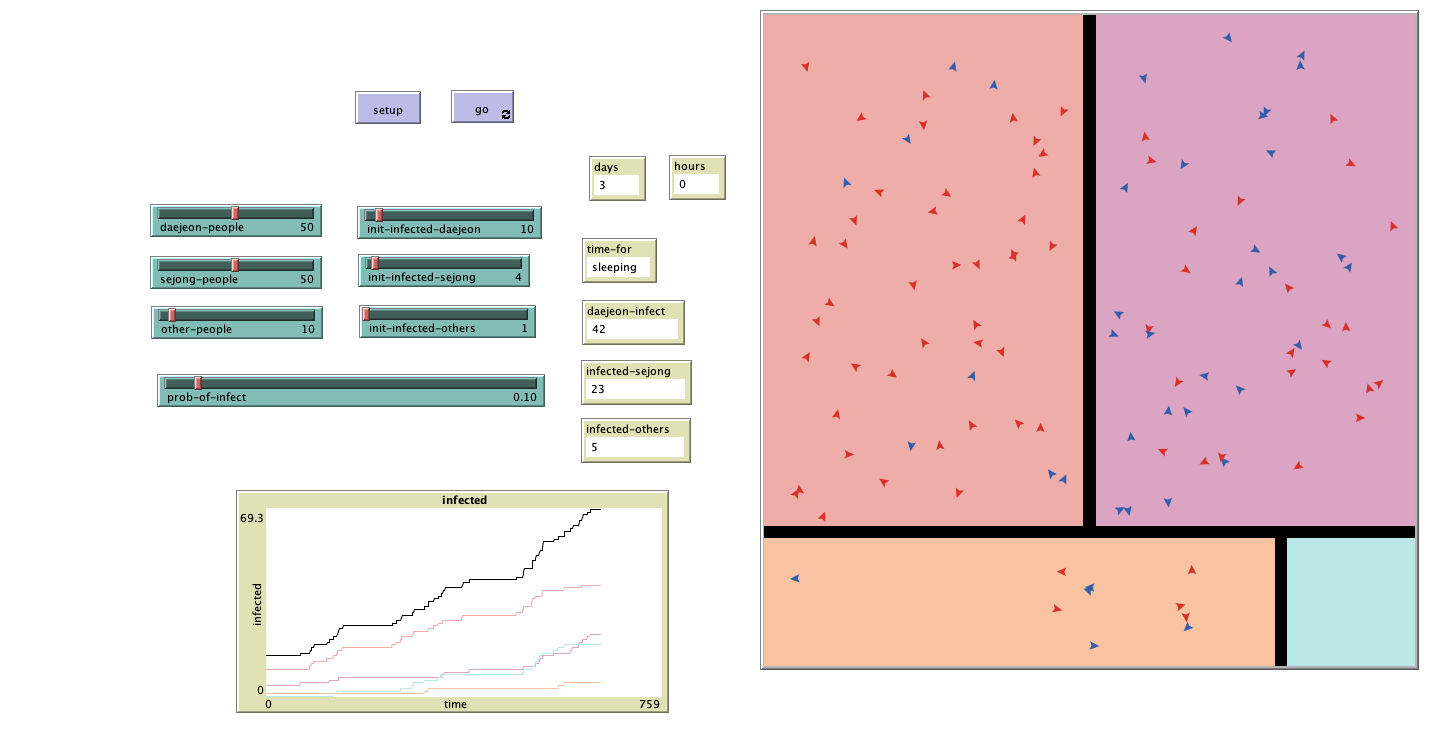 setup
go
days
3
hours
0
daejeon-people 50
init-infected-daejeon 10
time-for
sleeping
sejong-people 50
init-infected-sejong 4
other-people 10
init-infected-others 1
daejeon-infect
42
prob-of-infect 0.10
infected-sejong
23
infected-others
5
infected
69.3
infected
0
0
time
759